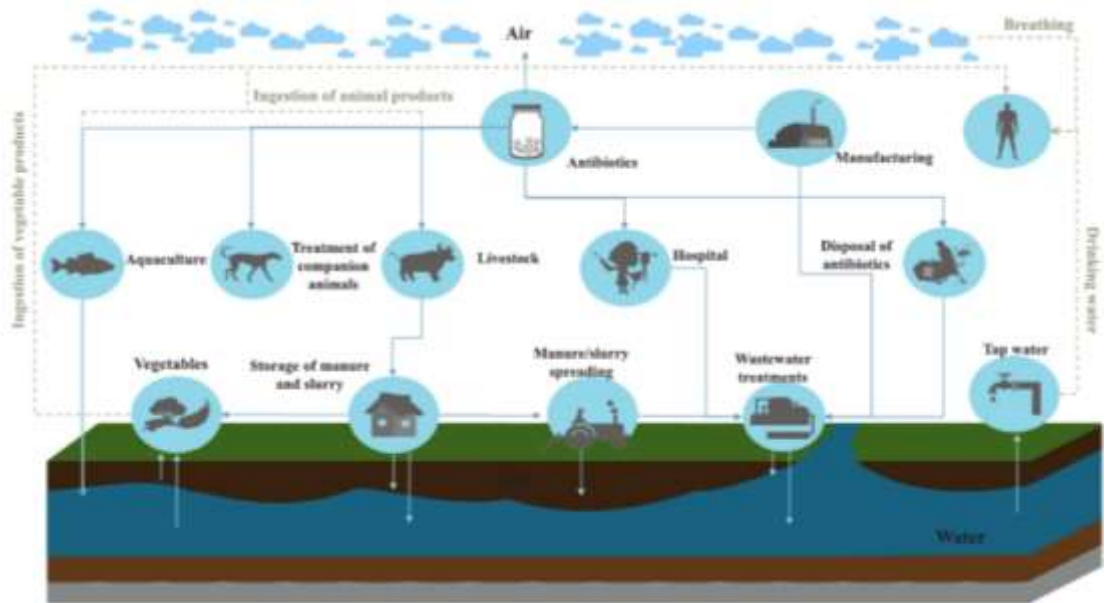 Breathing
Air
Ingestion of animal products
Antibiotics
Manufacturing
Ingestion of vegetable products
Aquaculture
Treatment of
companion
animals
Livestock
Hospital
Disposal of
antibiotics
Drinking water
Vegetables
Storage of manure
and slurry
Manure/slurry
spreading
Wastewater
treatments
Tap water
Water